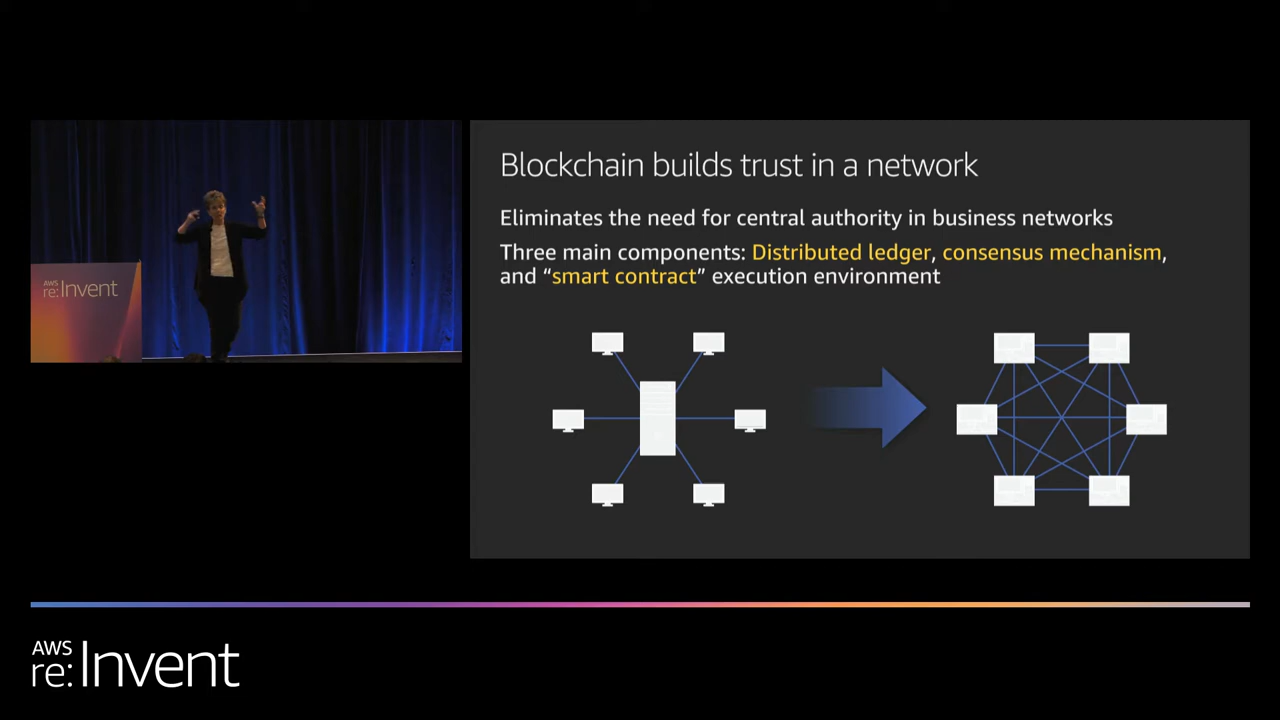 Blockchain builds trust in a network
Eliminates the need for central authority in business networks
Three main components: Distributed ledger, consensus mechanism,
and “smart contract” execution environment
AWS
re:Invent
AWS
re:Invent